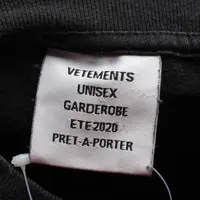 VETEMENTS
UNISEX
GARDEROBE
ETE2020
PRET-A-PORTER